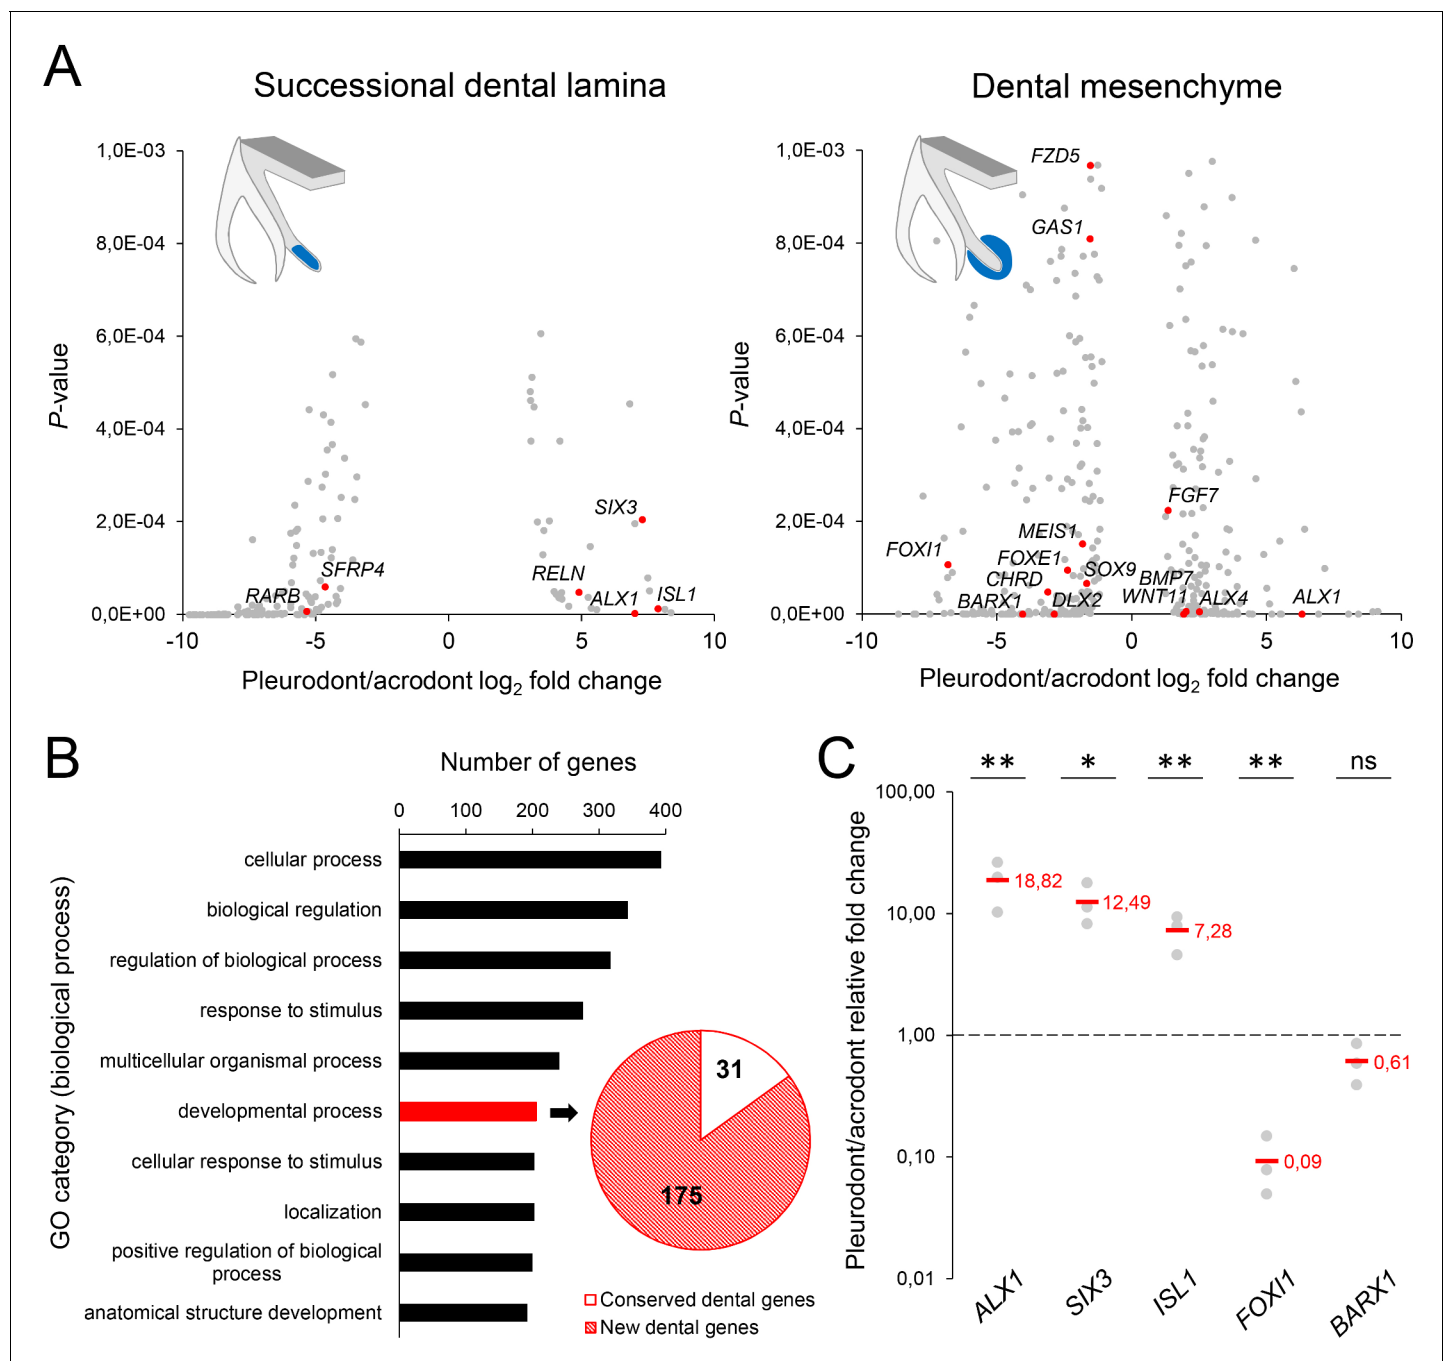 A
Successional dental lamina
Dental mesenchyme
1,0E-03
8,0E-04
6,0E-04
4,0E-04
2,0E-04
0,0E+00
P-value
SIX3
SFRP4
RARB
RELN
ALX1
ISL1
-10
-5
0
5
10
Pleurodont/acrodont log2 fold change
1,0E-03
8,0E-04
6,0E-04
4,0E-04
2,0E-04
0,0E+00
P-value
FZD5
GAS1
FGF7
MEIS1
FOXI1
FOXE1
SOX9
CHRD
BMP7
BARX1
DLX2
WNT11
ALX4
ALX1
-10
-5
0
5
10
Pleurodont/acrodont log2 fold change
B
Number of genes
0
100
200
300
400
GO category (biological process)
cellular process
biological regulation
regulation of biological process
response to stimulus
multicellular organismal process
developmental process
cellular response to stimulus
localization
positive regulation of biological
process
anatomical structure development
31
175
Conserved dental genes
New dental genes
C
**
*
**
**
ns
Pleurodont/acrodont relative fold change
100,00
10,00
1,00
0,10
0,01
18,82
12,49
7,28
0,09
0,61
ALX1
SIX3
ISL1
FOXI1
BARX1